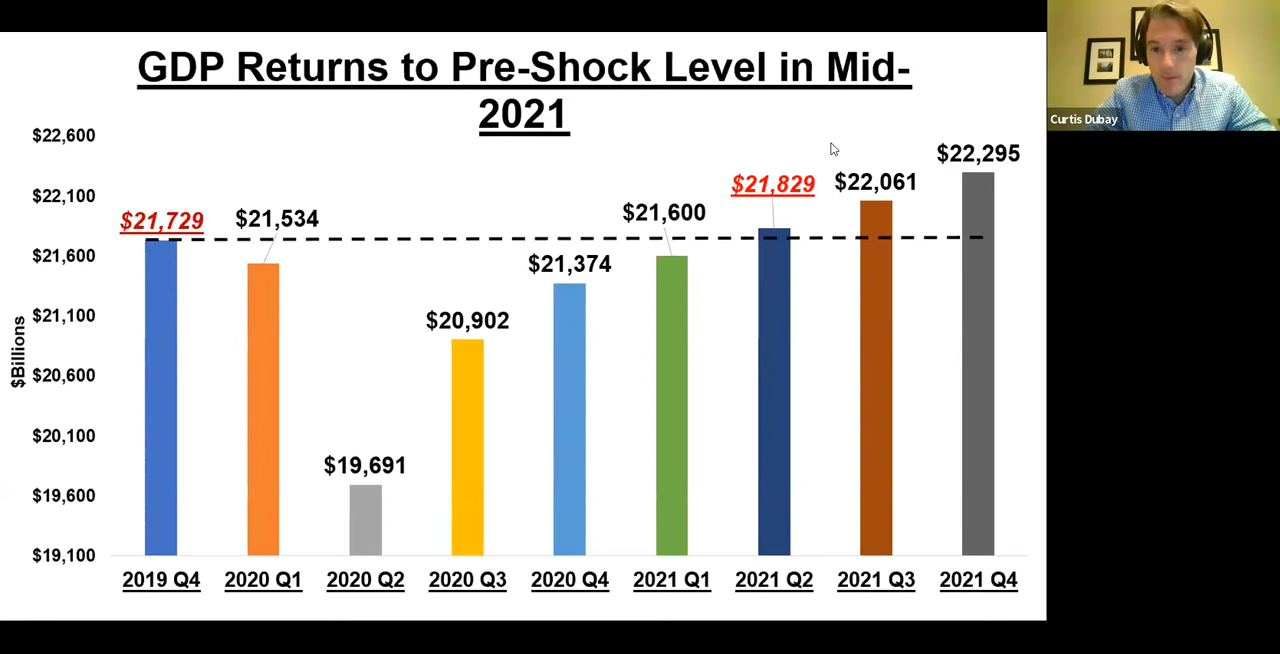 GDP Returns to Pre-Shock Level in Mid-
2021
$Billions
$22,600
$22,100
$21,600
$21,100
$20,600
$20,100
$19,600
$19,100
$21,729
$21,534
$19,691
$20,902
$21,374
$21,600
$21,829
$22,061
$22,295
2019 Q4
2020 Q1
2020 Q2
2020 Q3
2020 Q4
2021 Q1
2021 Q2
2021 Q3
2021 Q4
Curtis Dubay